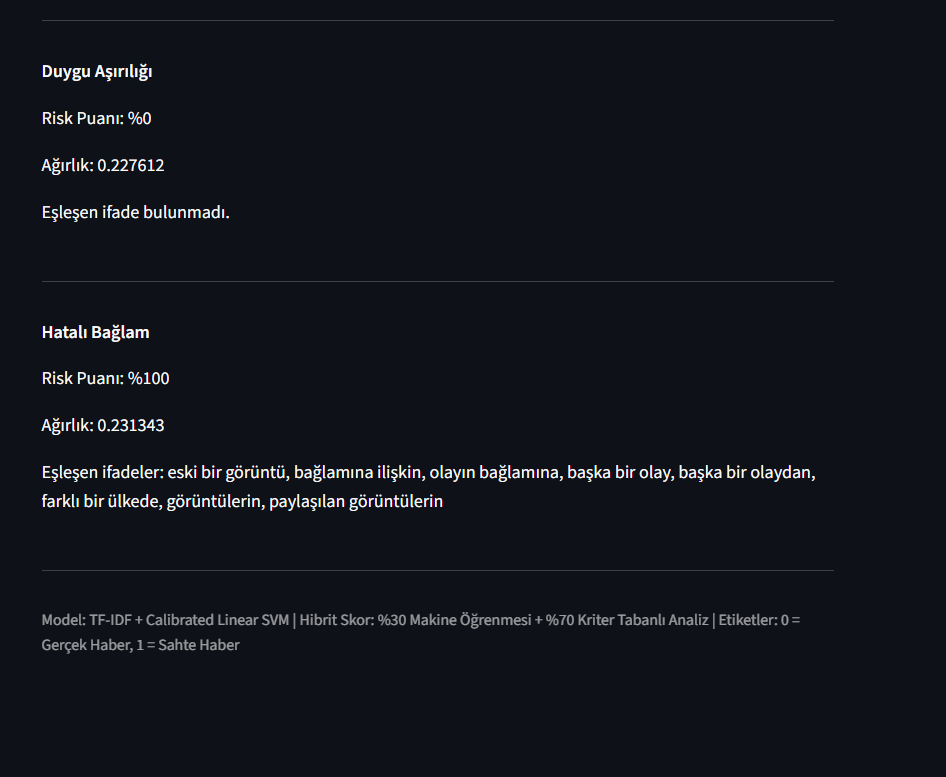 Duygu Aşırılığı
Risk Puanı: %0
Ağırlık: 0.227612
Eşleşen ifade bulunmadı.
Hatalı Bağlam
Risk Puanı: %100
Ağırlık: 0.231343
Eşleşen ifadeler: eski bir görüntü, bağlamına ilişkin, olayın bağlamına, başka bir olay, başka bir olaydan,
farklı bir ülkede, görüntülerin, paylaşılan görüntülerin
Model: TF-IDF + Calibrated Linear SVM | Hibrit Skor: %30 Makine Öğrenmesi + %70 Kriter Tabanlı Analiz | Etiketler: 0 =
Gerçek Haber, 1 = Sahte Haber